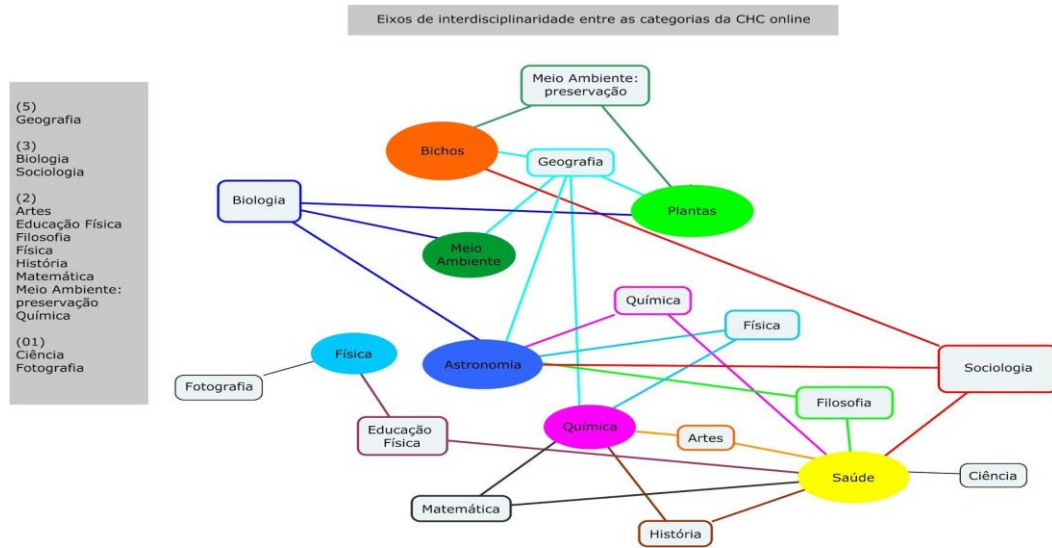 Eixos de interdisciplinaridade entre as categorias da CHC online
(5)
Geografia
(3)
Biologia
Sociologia
(2)
Artes
Educação Física
Filosofia
Física
História
Matemática
Meio Ambiente:
preservação
Química
(01)
Ciência
Fotografia
Meio Ambiente:
preservação
Bichos
Geografia
Biologia
Plantas
Meio
Ambiente
Química
Física
Física
Astronomia
Sociologia
Fotografia
Filosofia
Educação
Física
Química
Artes
Saúde
Ciência
Matemática
História